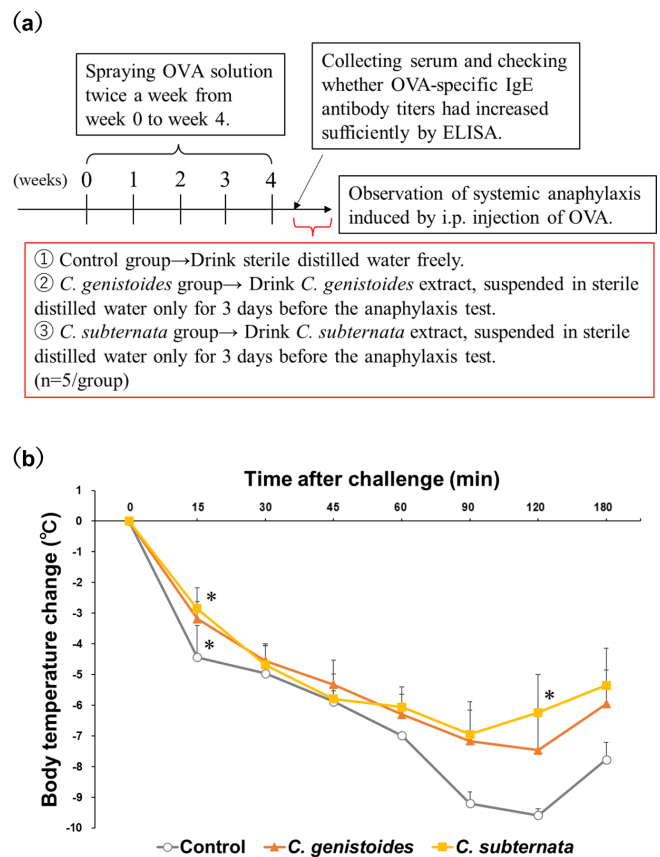 (a)
Spraying OVA solution
twice a week from
week 0 to week 4.
Collecting serum and checking
whether OVA-specific IgE
antibody titers had increased
sufficiently by ELISA.
(weeks) 0 1 2 3 4
Observation of systemic anaphylaxis
induced by i.p. injection of OVA.
① Control group→Drink sterile distilled water freely.
② C. genistoides group→ Drink C. genistoides extract, suspended in sterile
distilled water only for 3 days before the anaphylaxis test.
③ C. subternata group→ Drink C. subternata extract, suspended in sterile
distilled water only for 3 days before the anaphylaxis test.
(n=5/group)
(b)
Time after challenge (min)
0 15 30 45 60 90 120 180
Body temperature change (℃)
1
0
-1
-2
-3
-4
-5
-6
-7
-8
-9
-10
*
*
*
Control C. genistoides C. subternata